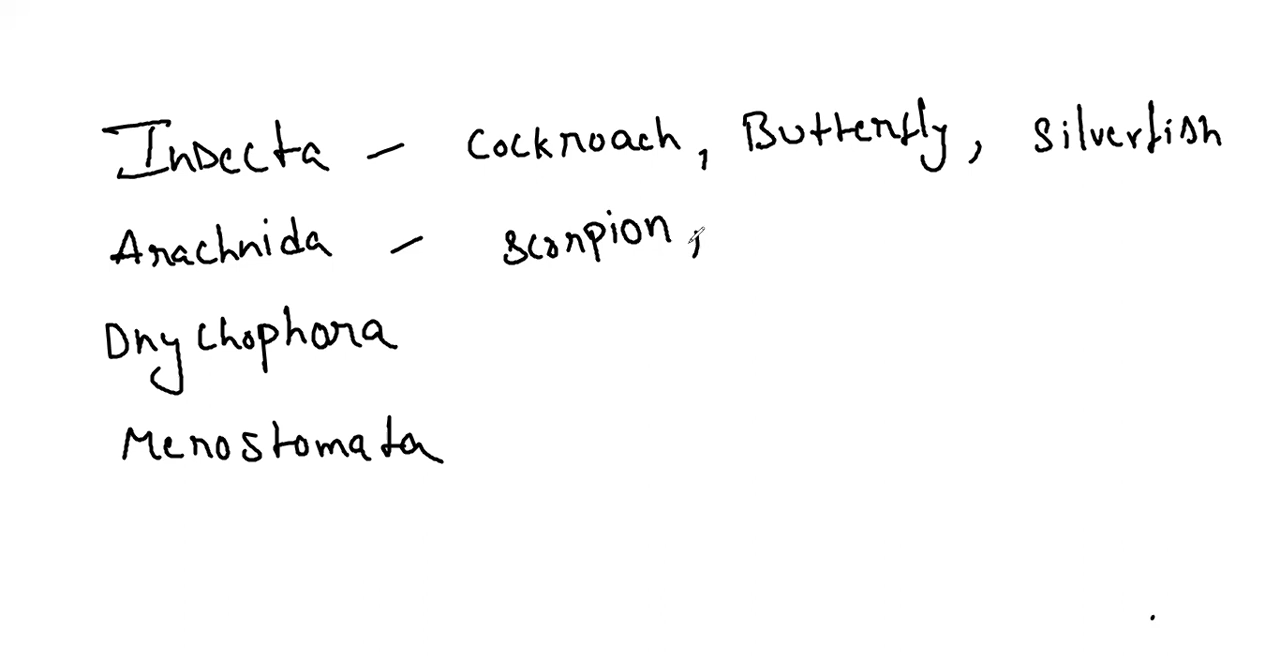 Insecta - Cockroach, Butterfly, Silverfish
Arachnida - Scorpion,
Onychophora
Merostomata